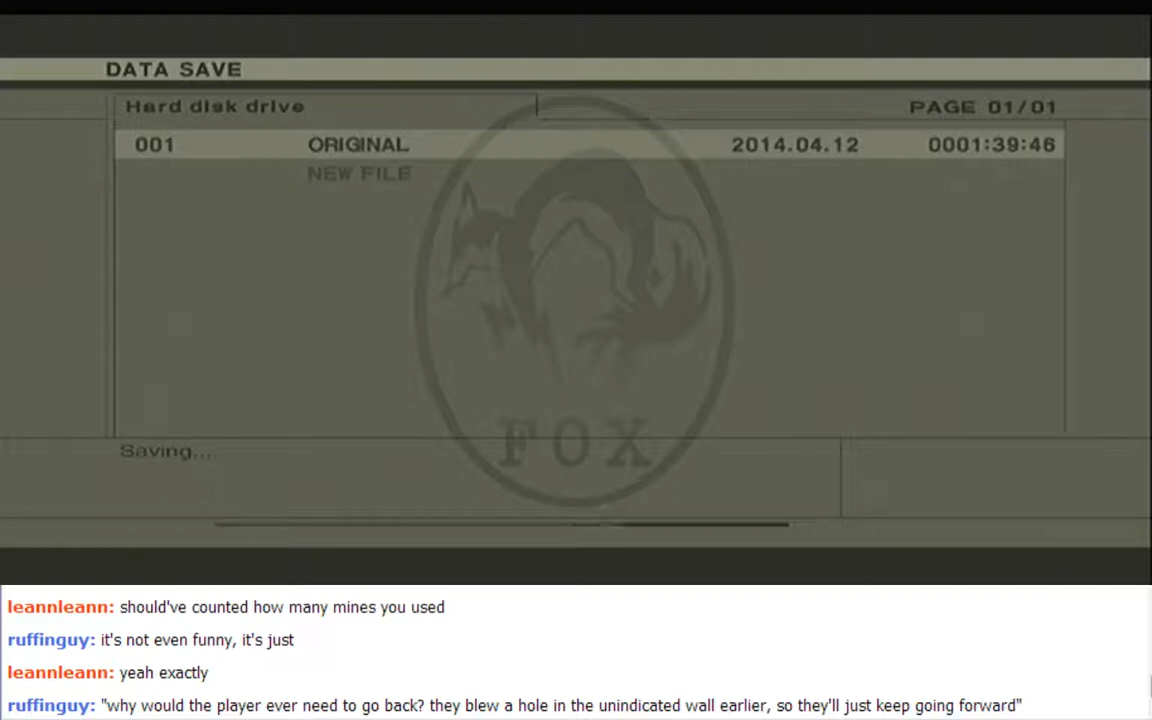 DATA SAVE
Hard disk drive PAGE 01/01
001 ORIGINAL 2014.04.12 0001:39:46
NEW FILE
FOX
Saving....
leannleann: should've counted how many mines you used
ruffinguy: it's not even funny, it's just
leannleann: yeah exactly
ruffinguy: "why would the player ever need to go back? they blew a hole in the unindicated wall earlier, so they'll just keep going forward"